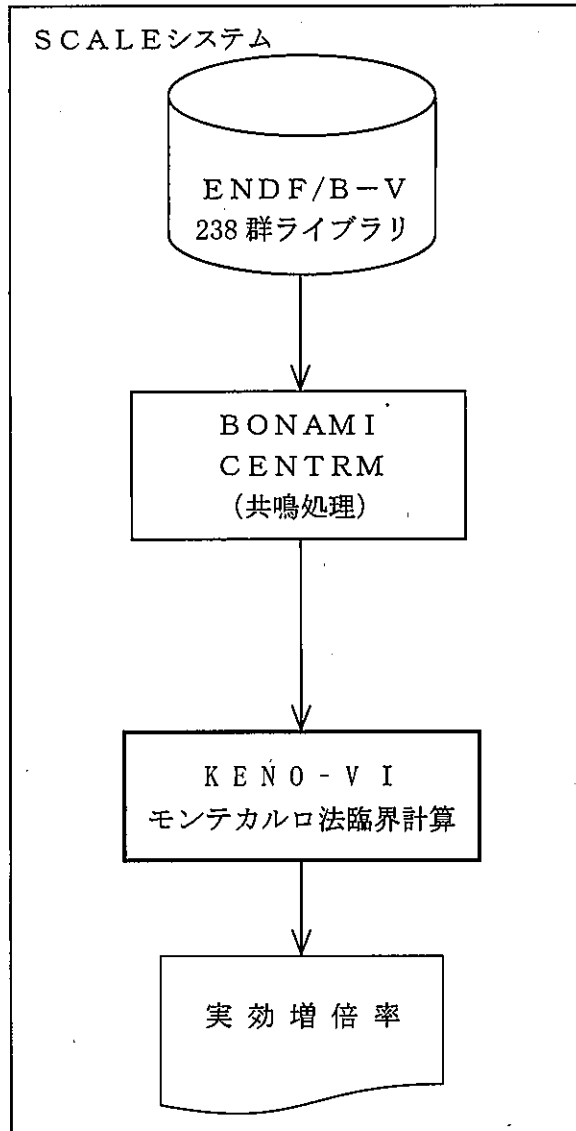 SCALEシステム
ENDF/B-V
238群ライブラリ
BONAMI
CENTRM
(共鳴処理)
KENO-VI
モンテカルロ法臨界計算
実効増倍率